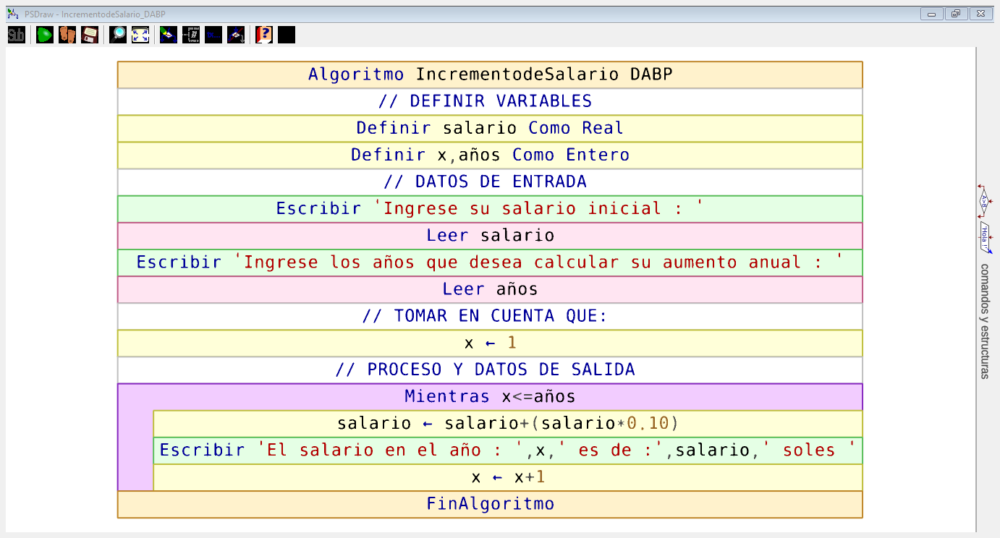 PSDraw - IncrementodeSalario_DABP
Sub
Algoritmo IncrementodeSalario DABP
// DEFINIR VARIABLES
Definir salario Como Real
Definir x,años Como Entero
// DATOS DE ENTRADA
Escribir 'Ingrese su salario inicial : '
Leer salario
Escribir 'Ingrese los años que desea calcular su aumento anual : '
Leer años
// TOMAR EN CUENTA QUE:
x ← 1
// PROCESO Y DATOS DE SALIDA
Mientras x<=años
salario ← salario+(salario*0.10)
Escribir 'El salario en el año : ',x,' es de :',salario,' soles '
x ← x+1
FinAlgoritmo
A>B
'Hola !'
comandos y estructuras